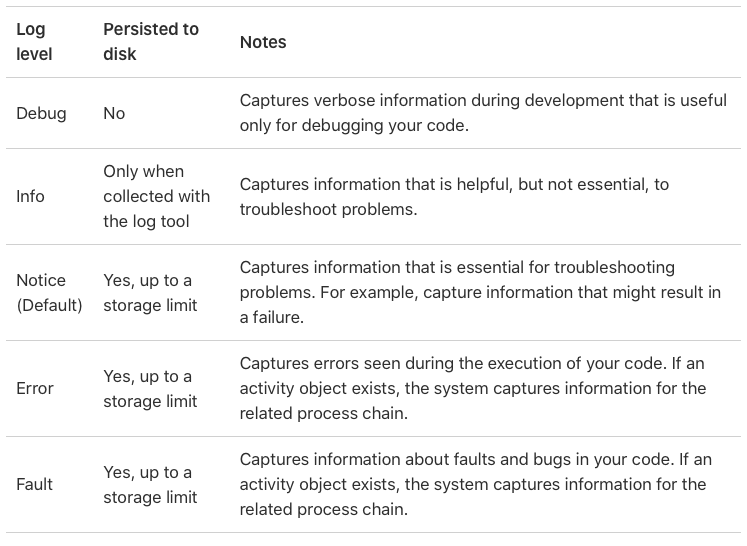 Log level
Persisted to disk
Notes
Debug
No
Captures verbose information during development that is useful
only for debugging your code.
Info
Only when
collected with
the log tool
Captures information that is helpful, but not essential, to
troubleshoot problems.
Notice
(Default)
Yes, up to a
storage limit
Captures information that is essential for troubleshooting
problems. For example, capture information that might result in
a failure.
Error
Yes, up to a
storage limit
Captures errors seen during the execution of your code. If an
activity object exists, the system captures information for the
related process chain.
Fault
Yes, up to a
storage limit
Captures information about faults and bugs in your code. If an
activity object exists, the system captures information for the
related process chain.